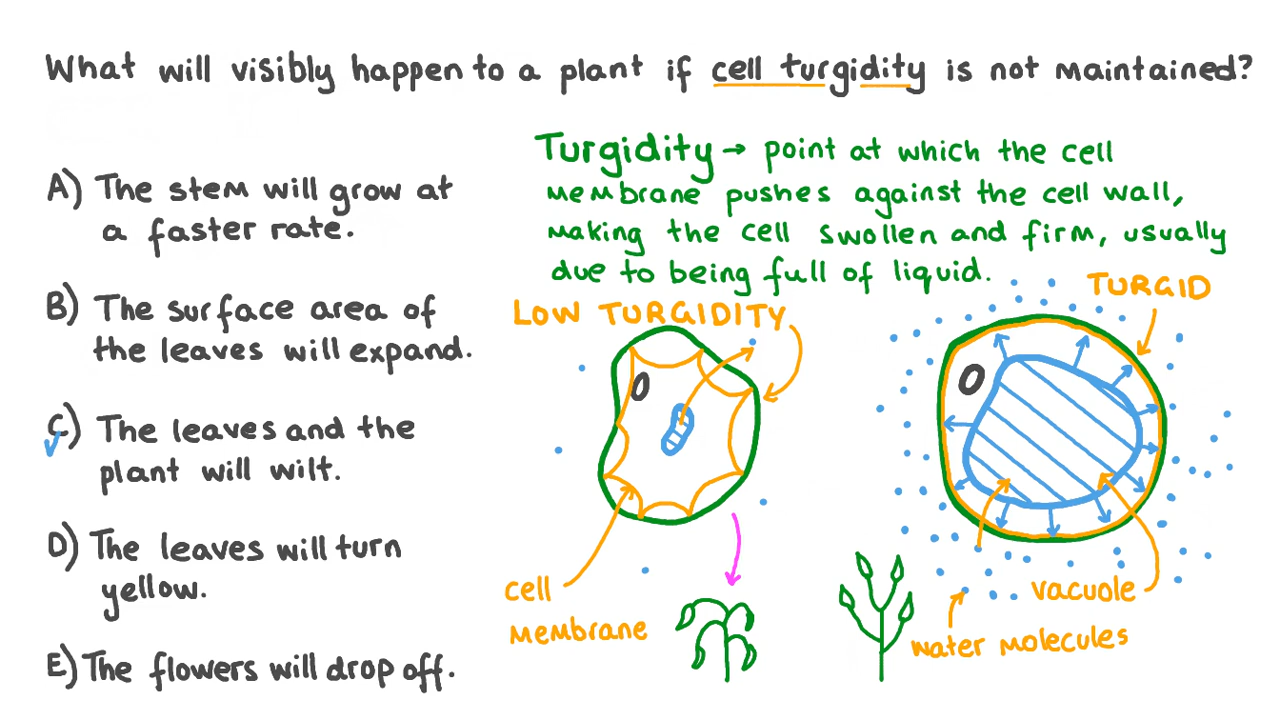 What will visibly happen to a plant if cell turgidity is not maintained?
A) The stem will grow at
a faster rate.
B) The surface area of
the leaves will expand.
C) The leaves and the
plant will wilt.
D) The leaves will turn
yellow.
E) The flowers will drop off.
Turgidity → point at which the cell
membrane pushes against the cell wall,
making the cell swollen and firm, usually
due to being full of liquid.
LOW TURGIDITY
TURGID
cell
membrane
vacuole
water molecules